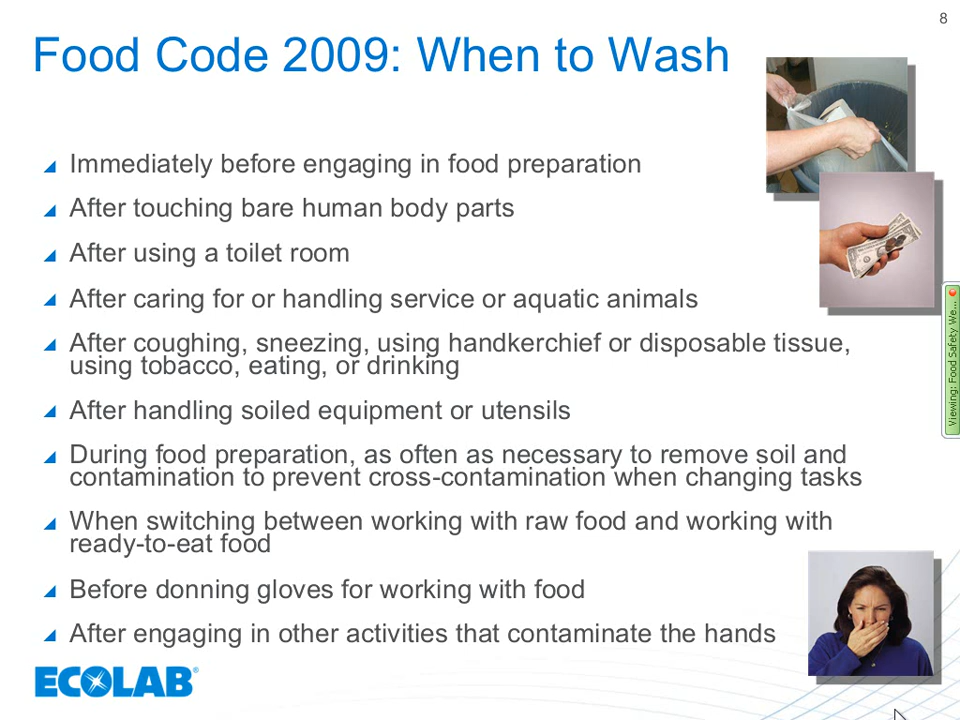 8
Food Code 2009: When to Wash
Immediately before engaging in food preparation
After touching bare human body parts
After using a toilet room
After caring for or handling service or aquatic animals
After coughing, sneezing, using handkerchief or disposable tissue,
using tobacco, eating, or drinking
After handling soiled equipment or utensils
During food preparation, as often as necessary to remove soil and
contamination to prevent cross-contamination when changing tasks
When switching between working with raw food and working with
ready-to-eat food
Before donning gloves for working with food
After engaging in other activities that contaminate the hands
ECOLAB®
Viewing: Food Safety We...